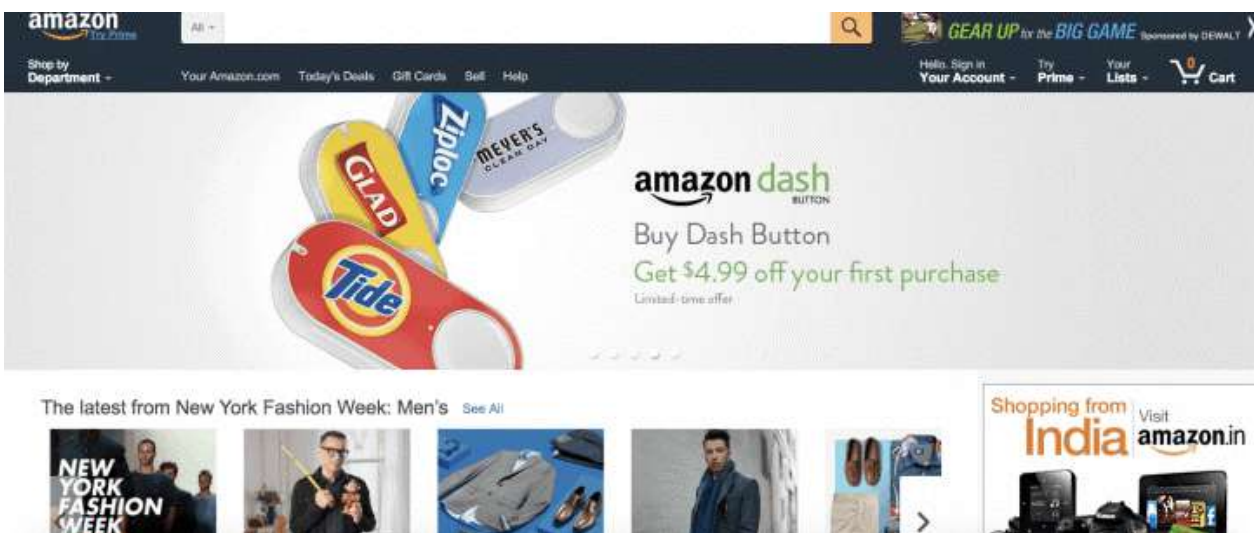 amazon
Try Prime
All
GEAR UP for the BIG GAME Sponsored by DEWALT
Shop by
Department
Your Amazon.com Today's Deals Gift Cards Sell Help
Hello. Sign in
Your Account
Try
Prime
Your
Lists
0
Cart
Ziploc
MEYER'S
CLEAN DAY
GLAD
Tide
amazon dash
BUTTON
Buy Dash Button
Get $4.99 off your first purchase
Limited-time offer
The latest from New York Fashion Week: Men's See All
NEW
YORK
FASHION
WEEK
Shopping from
India
Visit
amazon.in